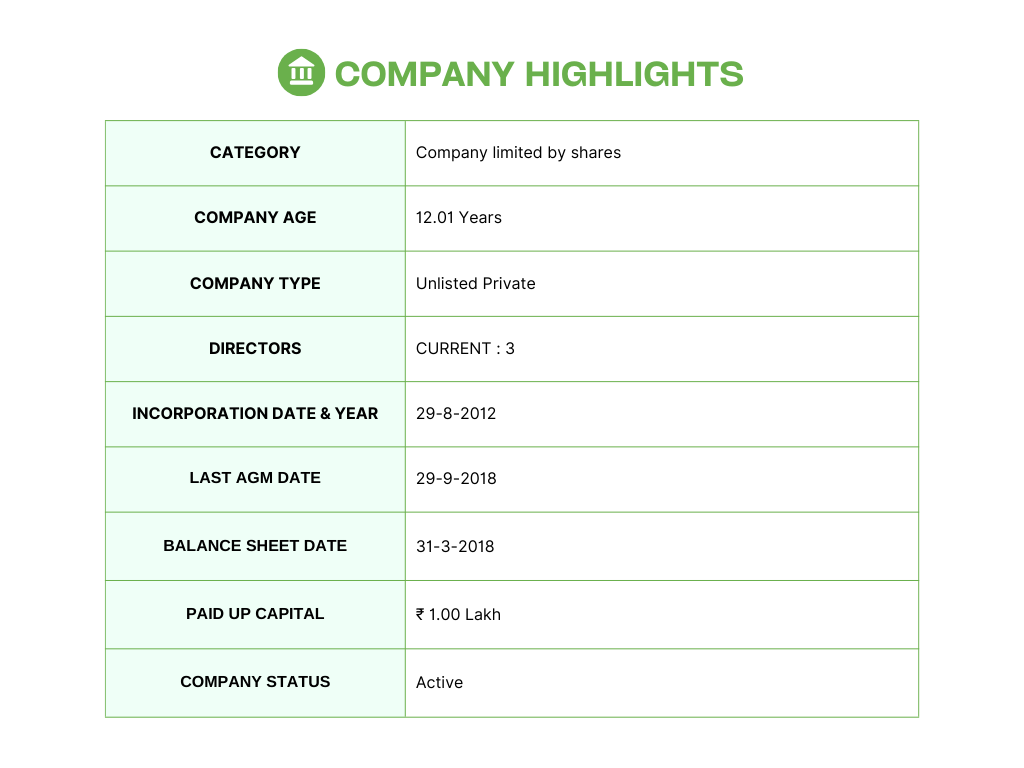 COMPANY HIGHLIGHTS
CATEGORY Company limited by shares
COMPANY AGE 12.01 Years
COMPANY TYPE Unlisted Private
DIRECTORS CURRENT : 3
INCORPORATION DATE & YEAR 29-8-2012
LAST AGM DATE 29-9-2018
BALANCE SHEET DATE 31-3-2018
PAID UP CAPITAL ₹ 1.00 Lakh
COMPANY STATUS Active